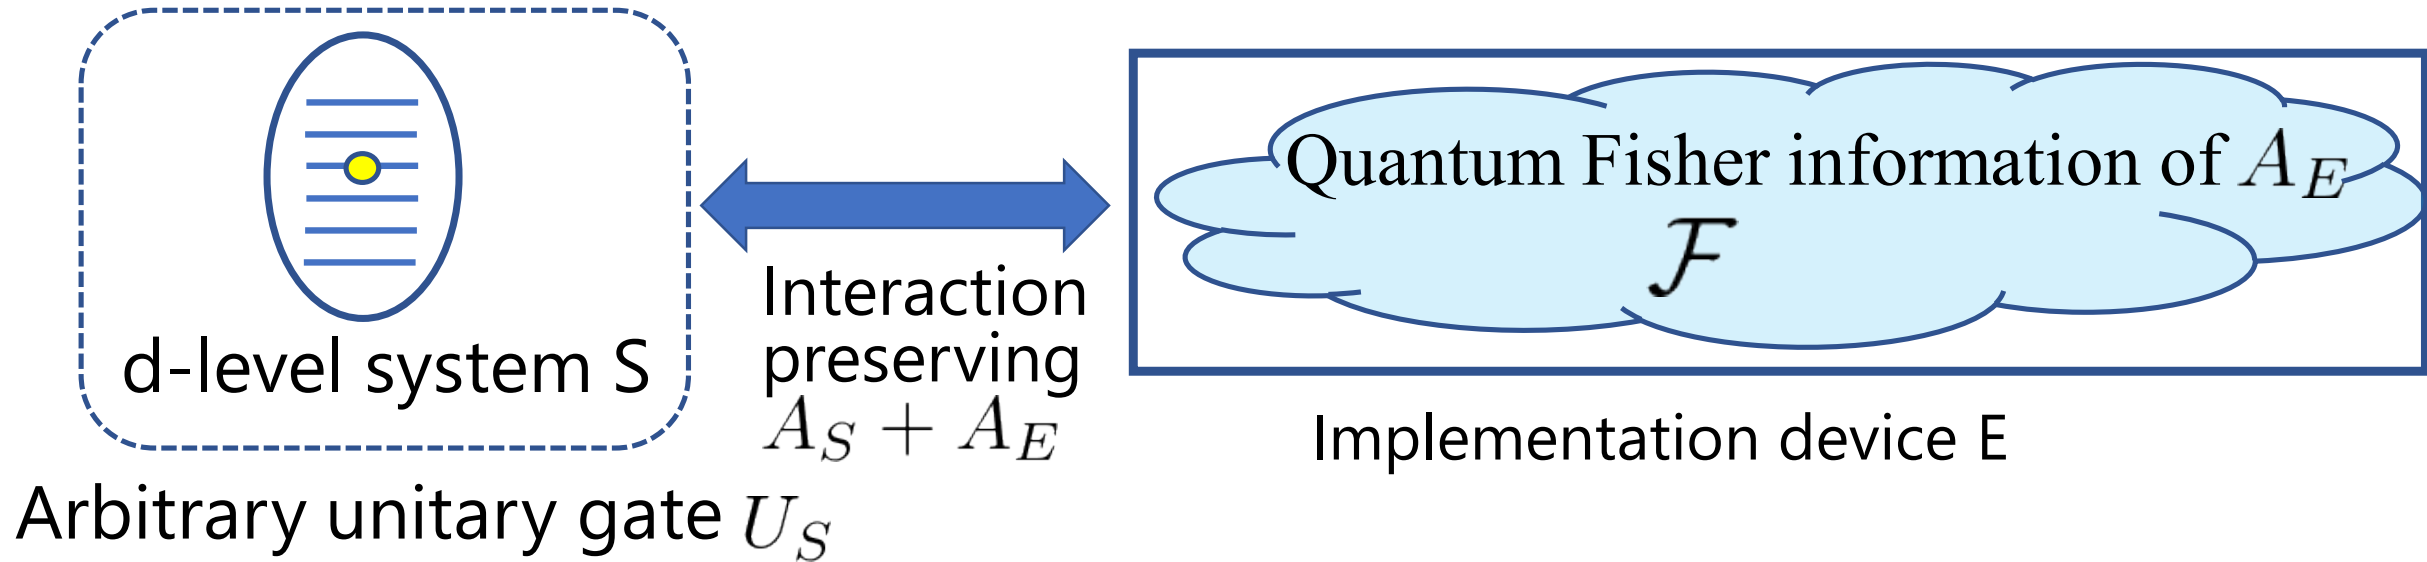 d-level system S
Arbitrary unitary gate U_S
Interaction
preserving
A_S + A_E
Quantum Fisher information of A_E
ℱ
Implementation device E